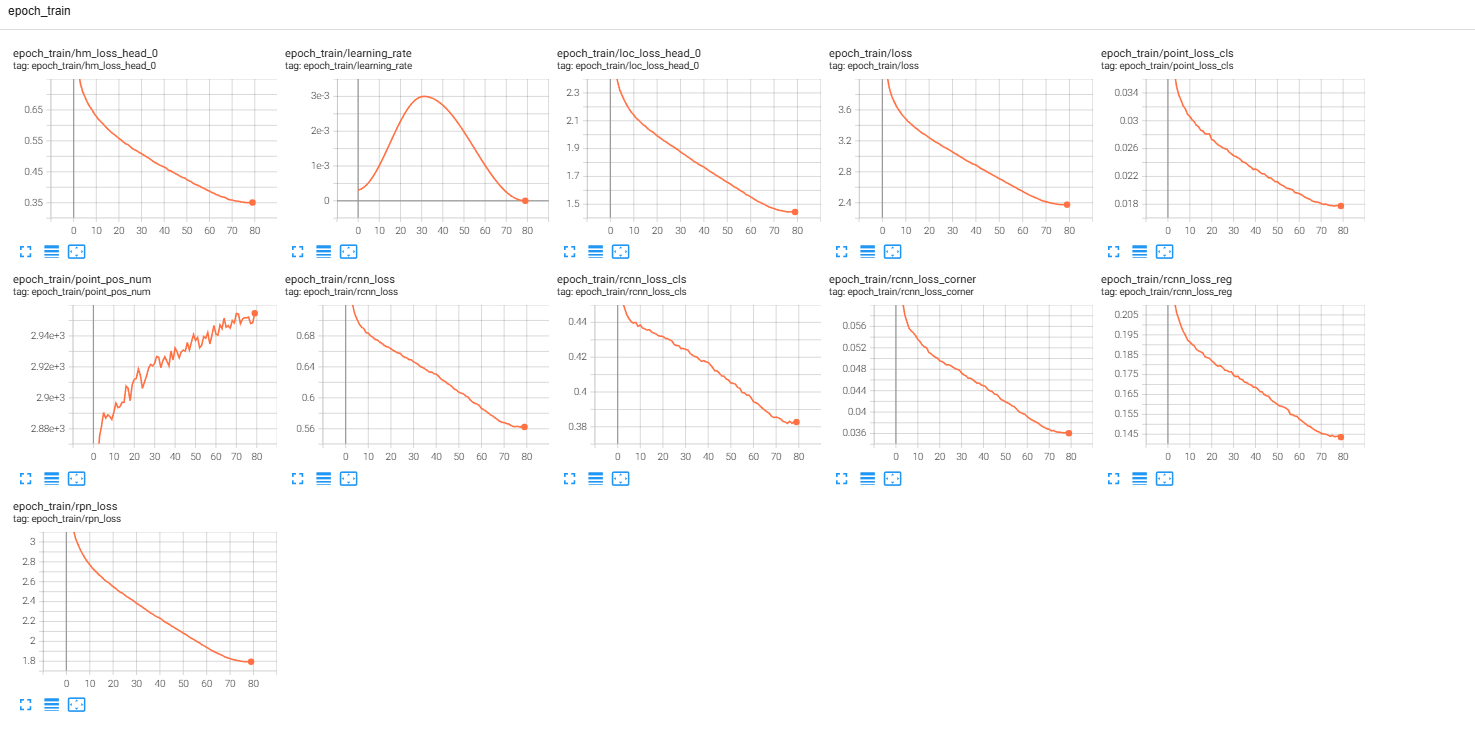 epoch_train
epoch_train/hm_loss_head_0
tag: epoch_train/hm_loss_head_0
0.65
0.55
0.45
0.35
0 10 20 30 40 50 60 70 80
epoch_train/learning_rate
tag: epoch_train/learning_rate
3e-3
2e-3
1e-3
0
0 10 20 30 40 50 60 70 80
epoch_train/loc_loss_head_0
tag: epoch_train/loc_loss_head_0
2.3
2.1
1.9
1.7
1.5
0 10 20 30 40 50 60 70 80
epoch_train/loss
tag: epoch_train/loss
3.6
3.2
2.8
2.4
0 10 20 30 40 50 60 70 80
epoch_train/point_loss_cls
tag: epoch_train/point_loss_cls
0.034
0.03
0.026
0.022
0.018
0 10 20 30 40 50 60 70 80
epoch_train/point_pos_num
tag: epoch_train/point_pos_num
2.94e+3
2.92e+3
2.9e+3
2.88e+3
0 10 20 30 40 50 60 70 80
epoch_train/rcnn_loss
tag: epoch_train/rcnn_loss
0.68
0.64
0.6
0.56
0 10 20 30 40 50 60 70 80
epoch_train/rcnn_loss_cls
tag: epoch_train/rcnn_loss_cls
0.44
0.42
0.4
0.38
0 10 20 30 40 50 60 70 80
epoch_train/rcnn_loss_corner
tag: epoch_train/rcnn_loss_corner
0.056
0.052
0.048
0.044
0.04
0.036
0 10 20 30 40 50 60 70 80
epoch_train/rcnn_loss_reg
tag: epoch_train/rcnn_loss_reg
0.205
0.195
0.185
0.175
0.165
0.155
0.145
0 10 20 30 40 50 60 70 80
epoch_train/rpn_loss
tag: epoch_train/rpn_loss
3
2.8
2.6
2.4
2.2
2
1.8
0 10 20 30 40 50 60 70 80